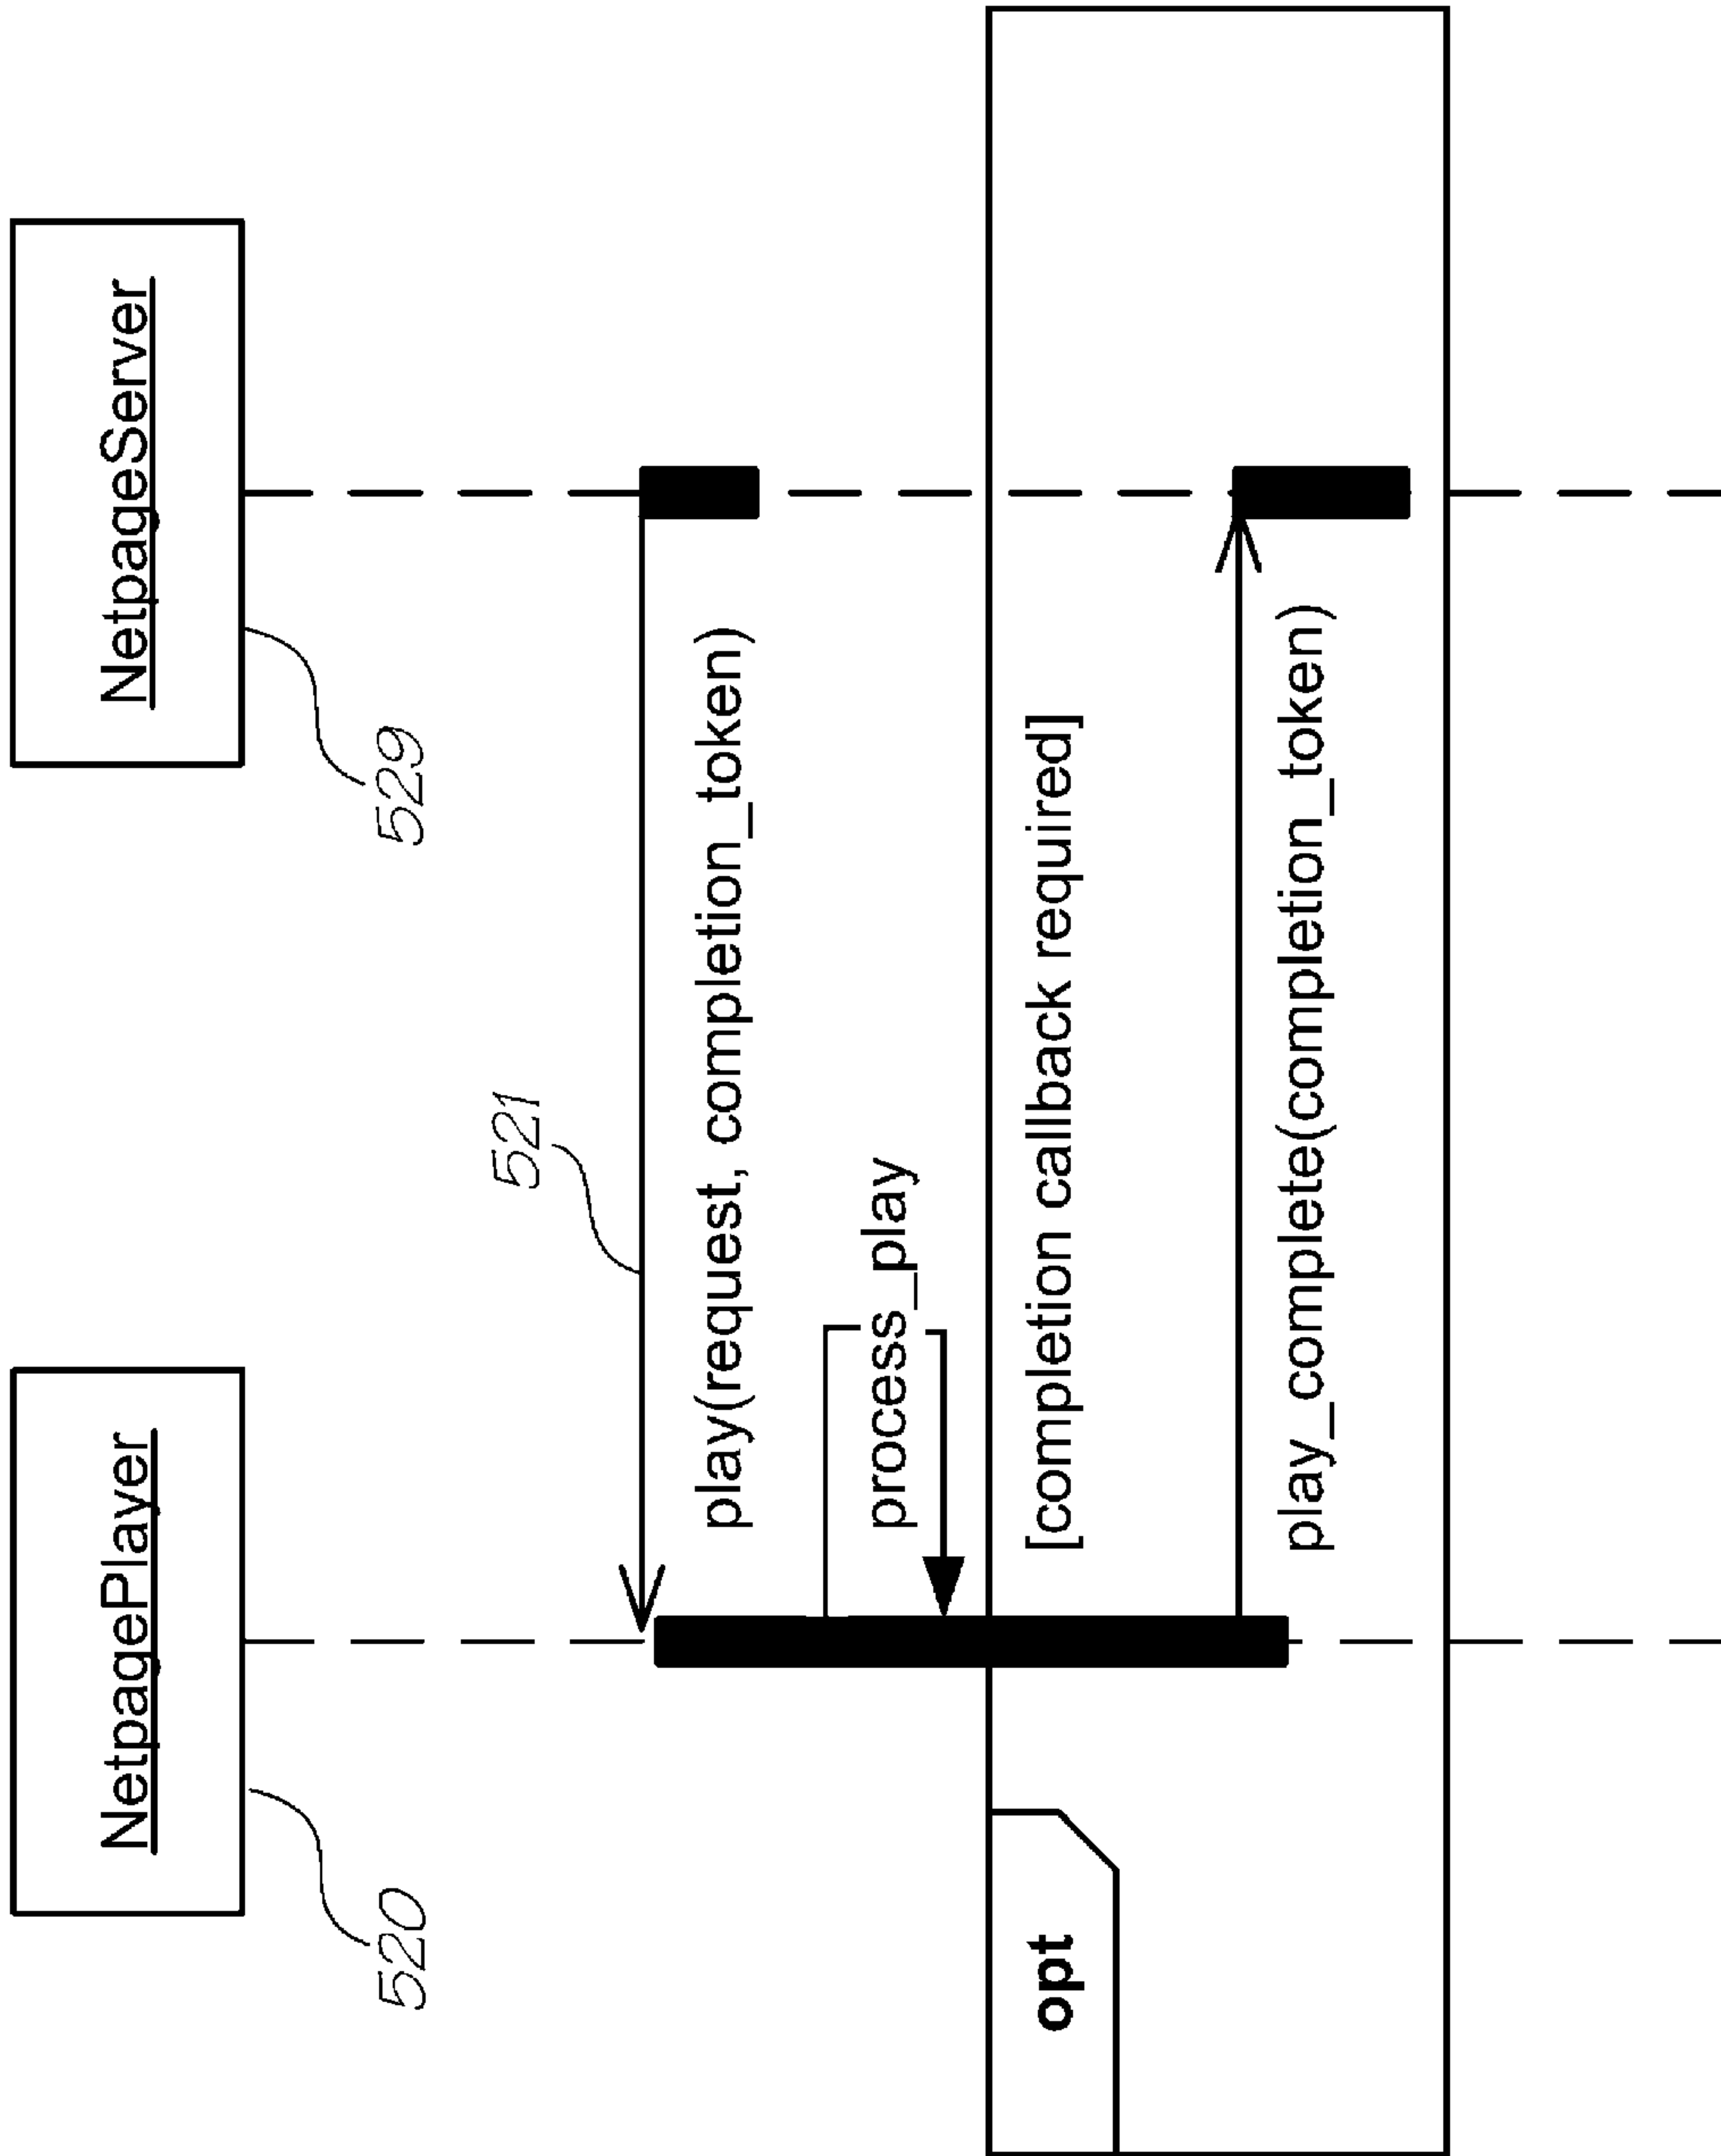 NetpagePlayer
NetpageServer
520
529
521
play(request, completion_token)
process_play
opt
[completion callback required]
play_complete(completion_token)